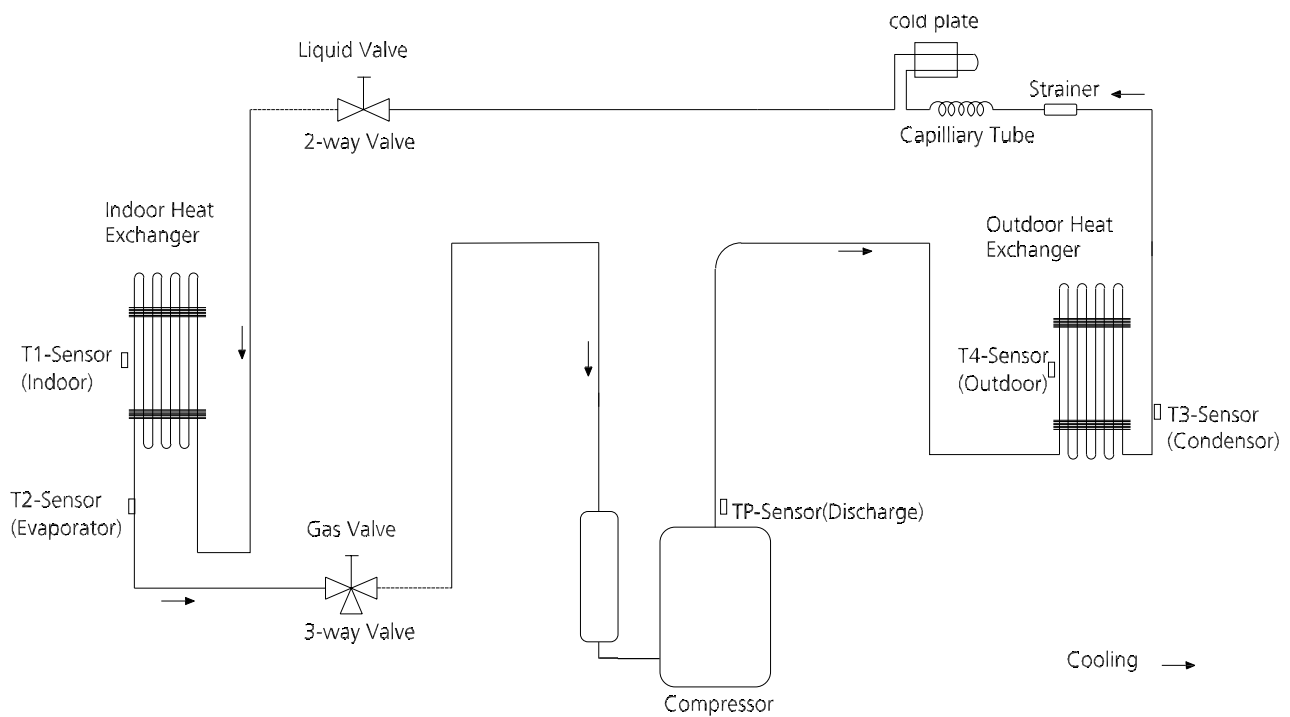 cold plate
Liquid Valve
Strainer
2-way Valve
Capilliary Tube
Indoor Heat
Exchanger
Outdoor Heat
Exchanger
T1-Sensor
(Indoor)
T4-Sensor
(Outdoor)
T3-Sensor
(Condensor)
T2-Sensor
(Evaporator)
TP-Sensor(Discharge)
Gas Valve
3-way Valve
Cooling
Compressor